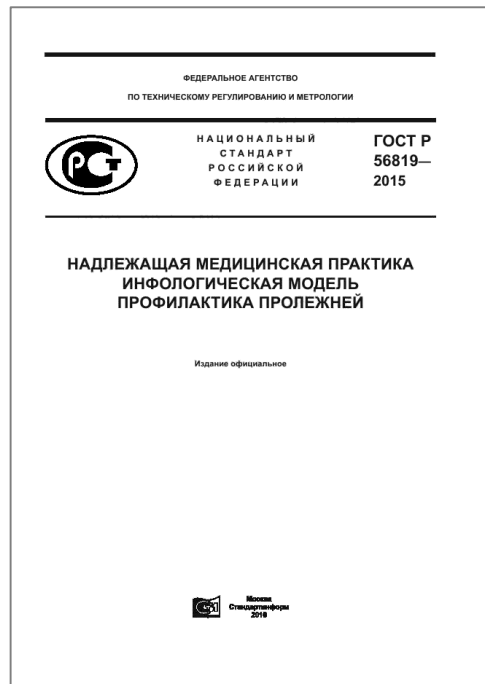 ФЕДЕРАЛЬНОЕ АГЕНТСТВО
ПО ТЕХНИЧЕСКОМУ РЕГУЛИРОВАНИЮ И МЕТРОЛОГИИ
НАЦИОНАЛЬНЫЙ
СТАНДАРТ
РОССИЙСКОЙ
ФЕДЕРАЦИИ
ГОСТ Р
56819—
2015
НАДЛЕЖАЩАЯ МЕДИЦИНСКАЯ ПРАКТИКА
ИНФОЛОГИЧЕСКАЯ МОДЕЛЬ
ПРОФИЛАКТИКА ПРОЛЕЖНЕЙ
Издание официальное
Москва
Стандартинформ